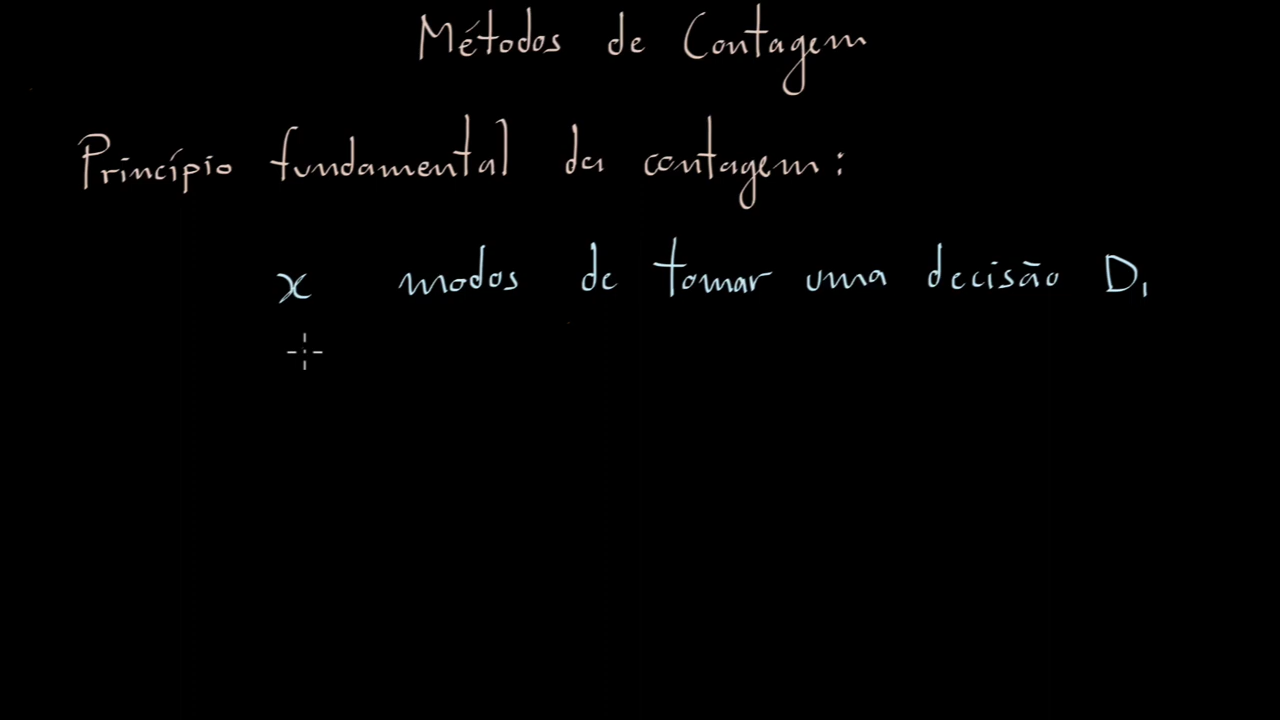 Métodos de Contagem
Princípio fundamental da contagem:
x modos de tomar uma decisão D₁